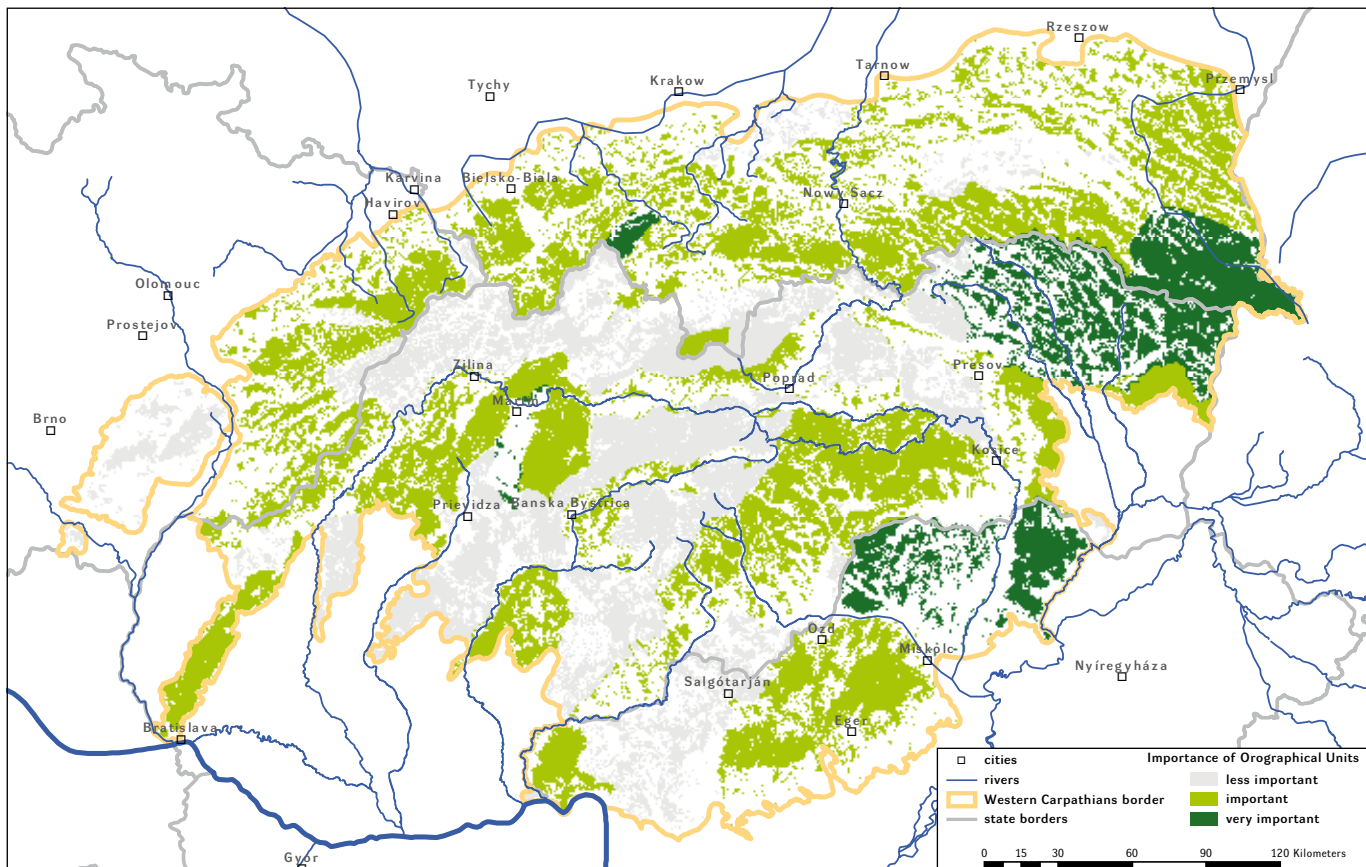 Rzeszow
Tarnow
Przemysl
Krakow
Tychy
Karvina
Bielsko-Biala
Havirov
Nowy Sacz
Olomouc
Prostejov
Zilina
Poprad
Presov
Martin
Brno
Kosice
Prievidza
Banska Bystrica
Ozd
Miskolc
Nyíregyháza
Salgótarján
Eger
Bratislava
Györ
cities
rivers
Western Carpathians border
state borders
Importance of Orographical Units
less important
important
very important
0 15 30 60 90 120 Kilometers